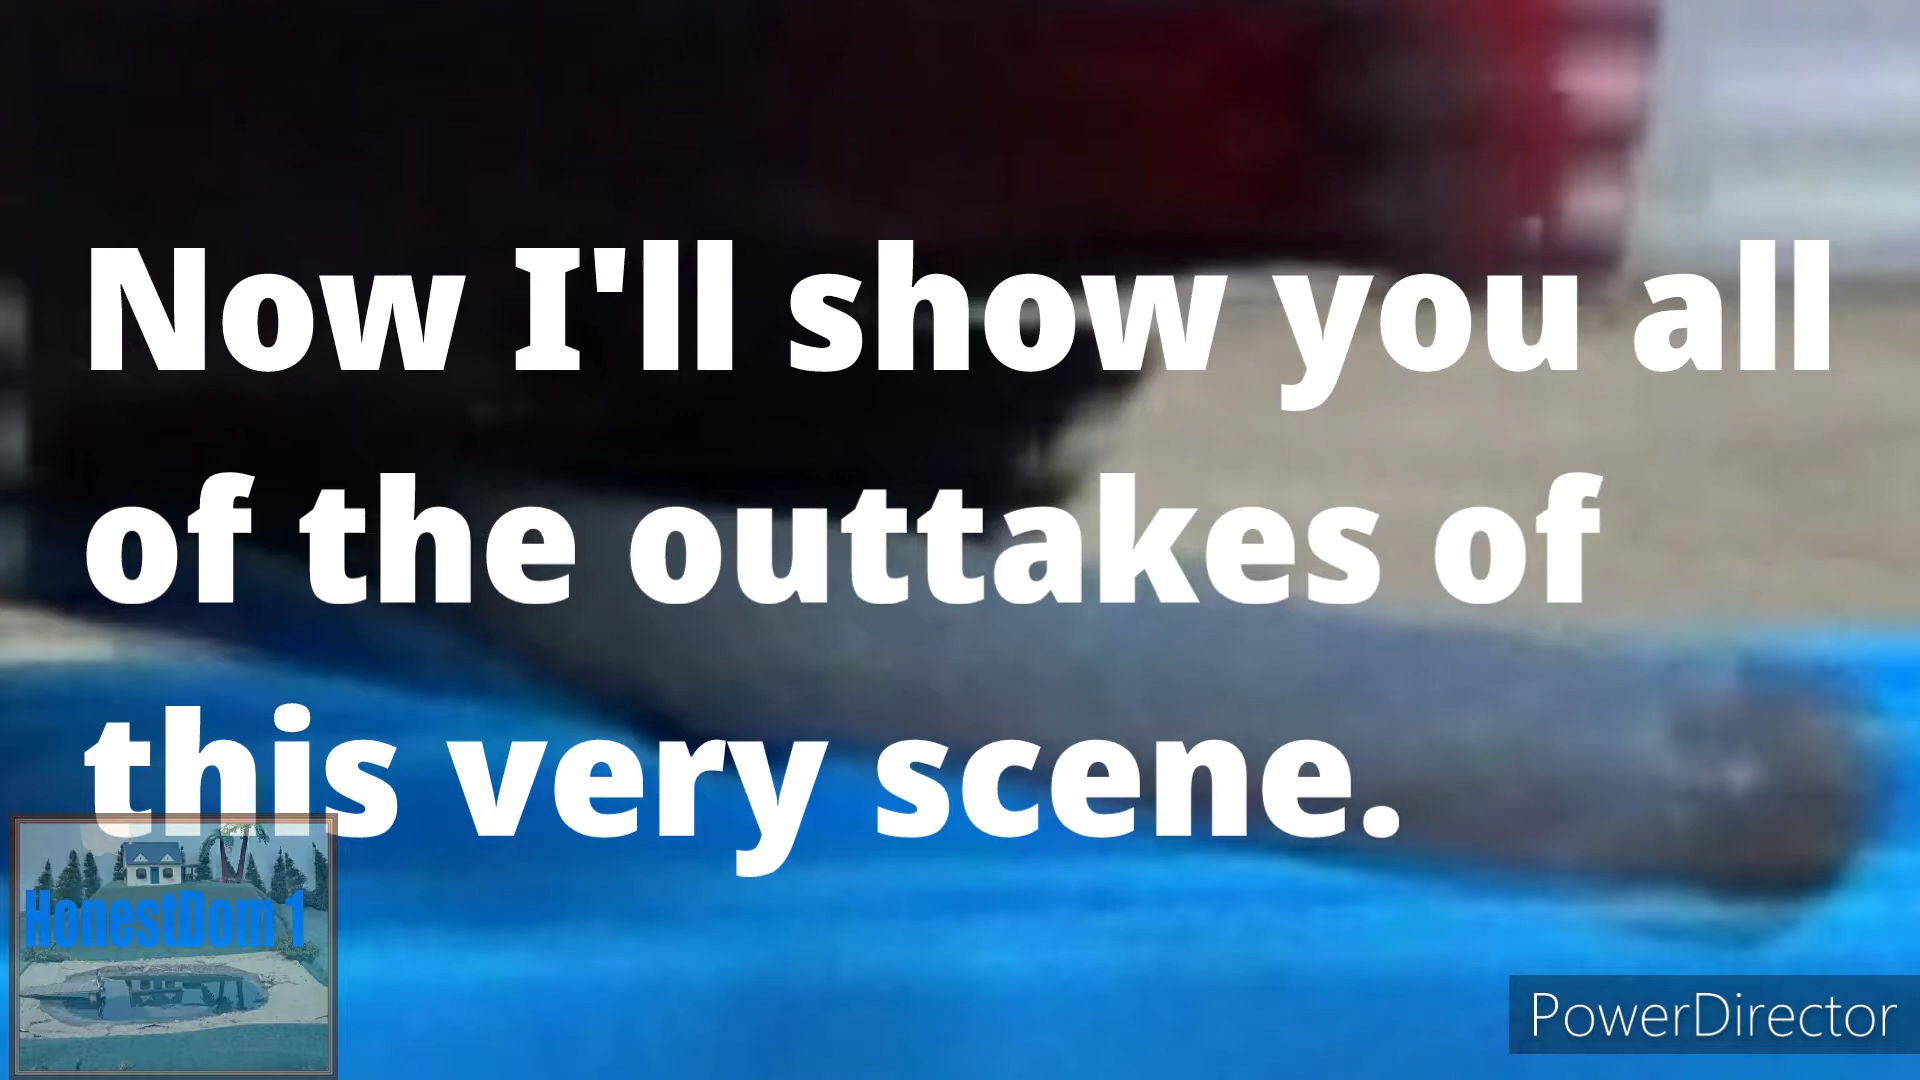 Now I'll show you all
of the outtakes of
this very scene.
HonestDom 1
PowerDirector